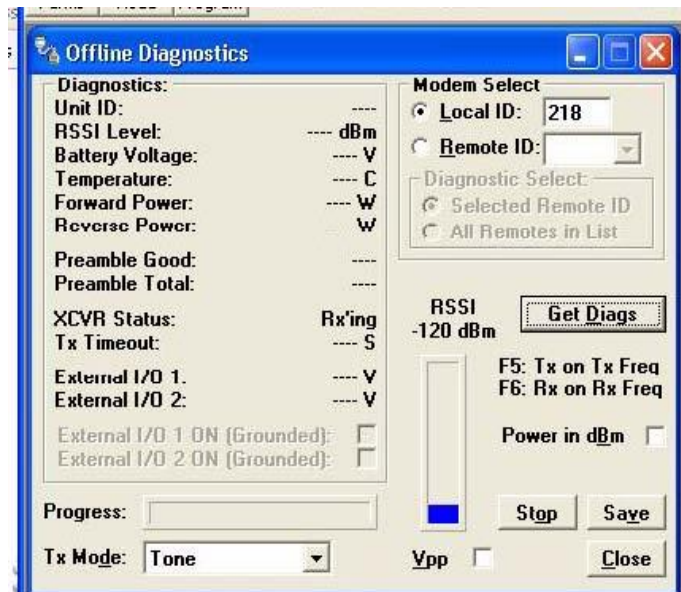 Offline Diagnostics
Diagnostics:
Unit ID: ----
RSSI Level: ---- dBm
Battery Voltage: ---- V
Temperature: ---- C
Forward Power: ---- W
Reverse Power: W
Preamble Good: ----
Preamble Total: ----
XCVR Status: Rx'ing
Tx Timeout: ---- S
External I/O 1. ---- V
External I/O 2: ---- V
External I/O 1 ON (Grounded):
External I/O 2 ON (Grounded):
Progress:
Tx Mode: Tone
Modem Select
Local ID: 218
Remote ID:
Diagnostic Select:
Selected Remote ID
All Remotes in List
RSSI
-120 dBm
Get Diags
F5: Tx on Tx Freq
F6: Rx on Rx Freq
Power in dBm
Stop Save
Vpp Close